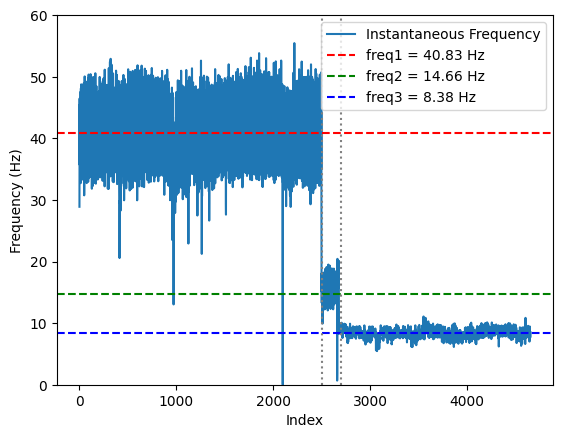 60
50
40
30
20
10
0
Frequency (Hz)
Instantaneous Frequency
freq1 = 40.83 Hz
freq2 = 14.66 Hz
freq3 = 8.38 Hz
0 1000 2000 3000 4000
Index